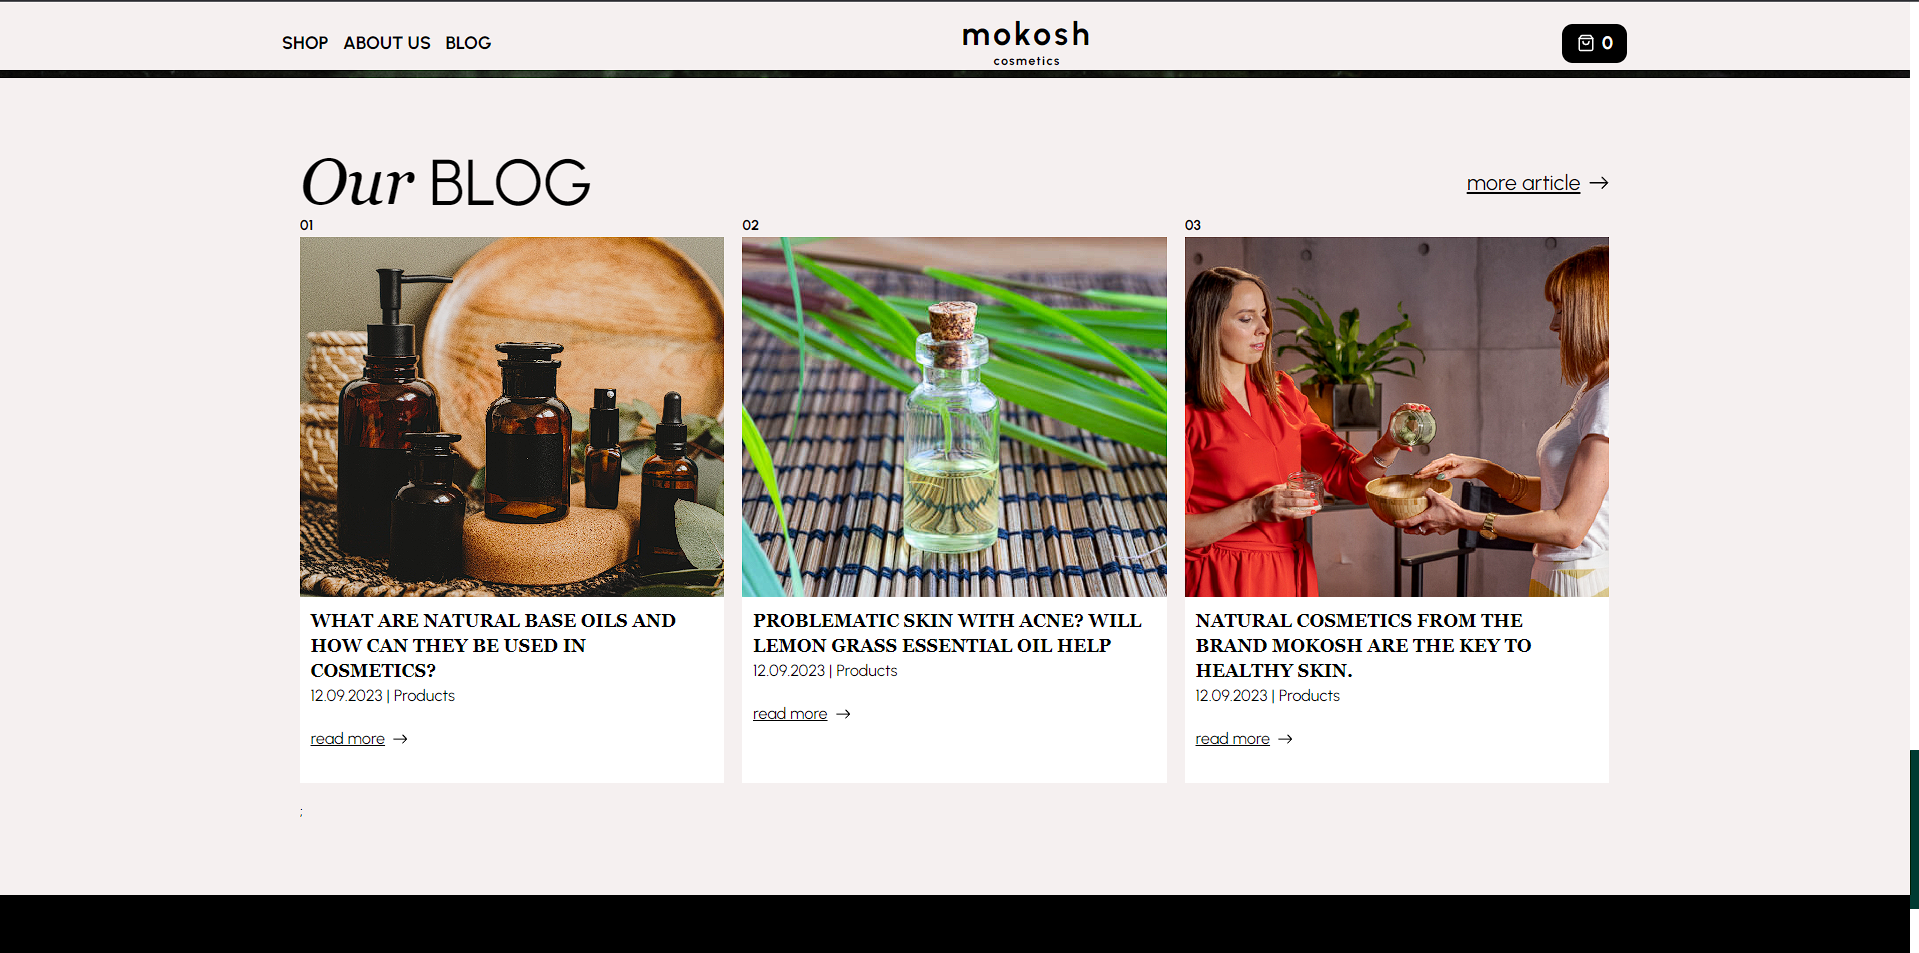 SHOP ABOUT US BLOG
mokosh
cosmetics
0
Our BLOG
more article →
01
02
03
WHAT ARE NATURAL BASE OILS AND
HOW CAN THEY BE USED IN
COSMETICS?
12.09.2023 | Products
read more →
PROBLEMATIC SKIN WITH ACNE? WILL
LEMON GRASS ESSENTIAL OIL HELP
12.09.2023 | Products
read more →
NATURAL COSMETICS FROM THE
BRAND MOKOSH ARE THE KEY TO
HEALTHY SKIN.
12.09.2023 | Products
read more →
;